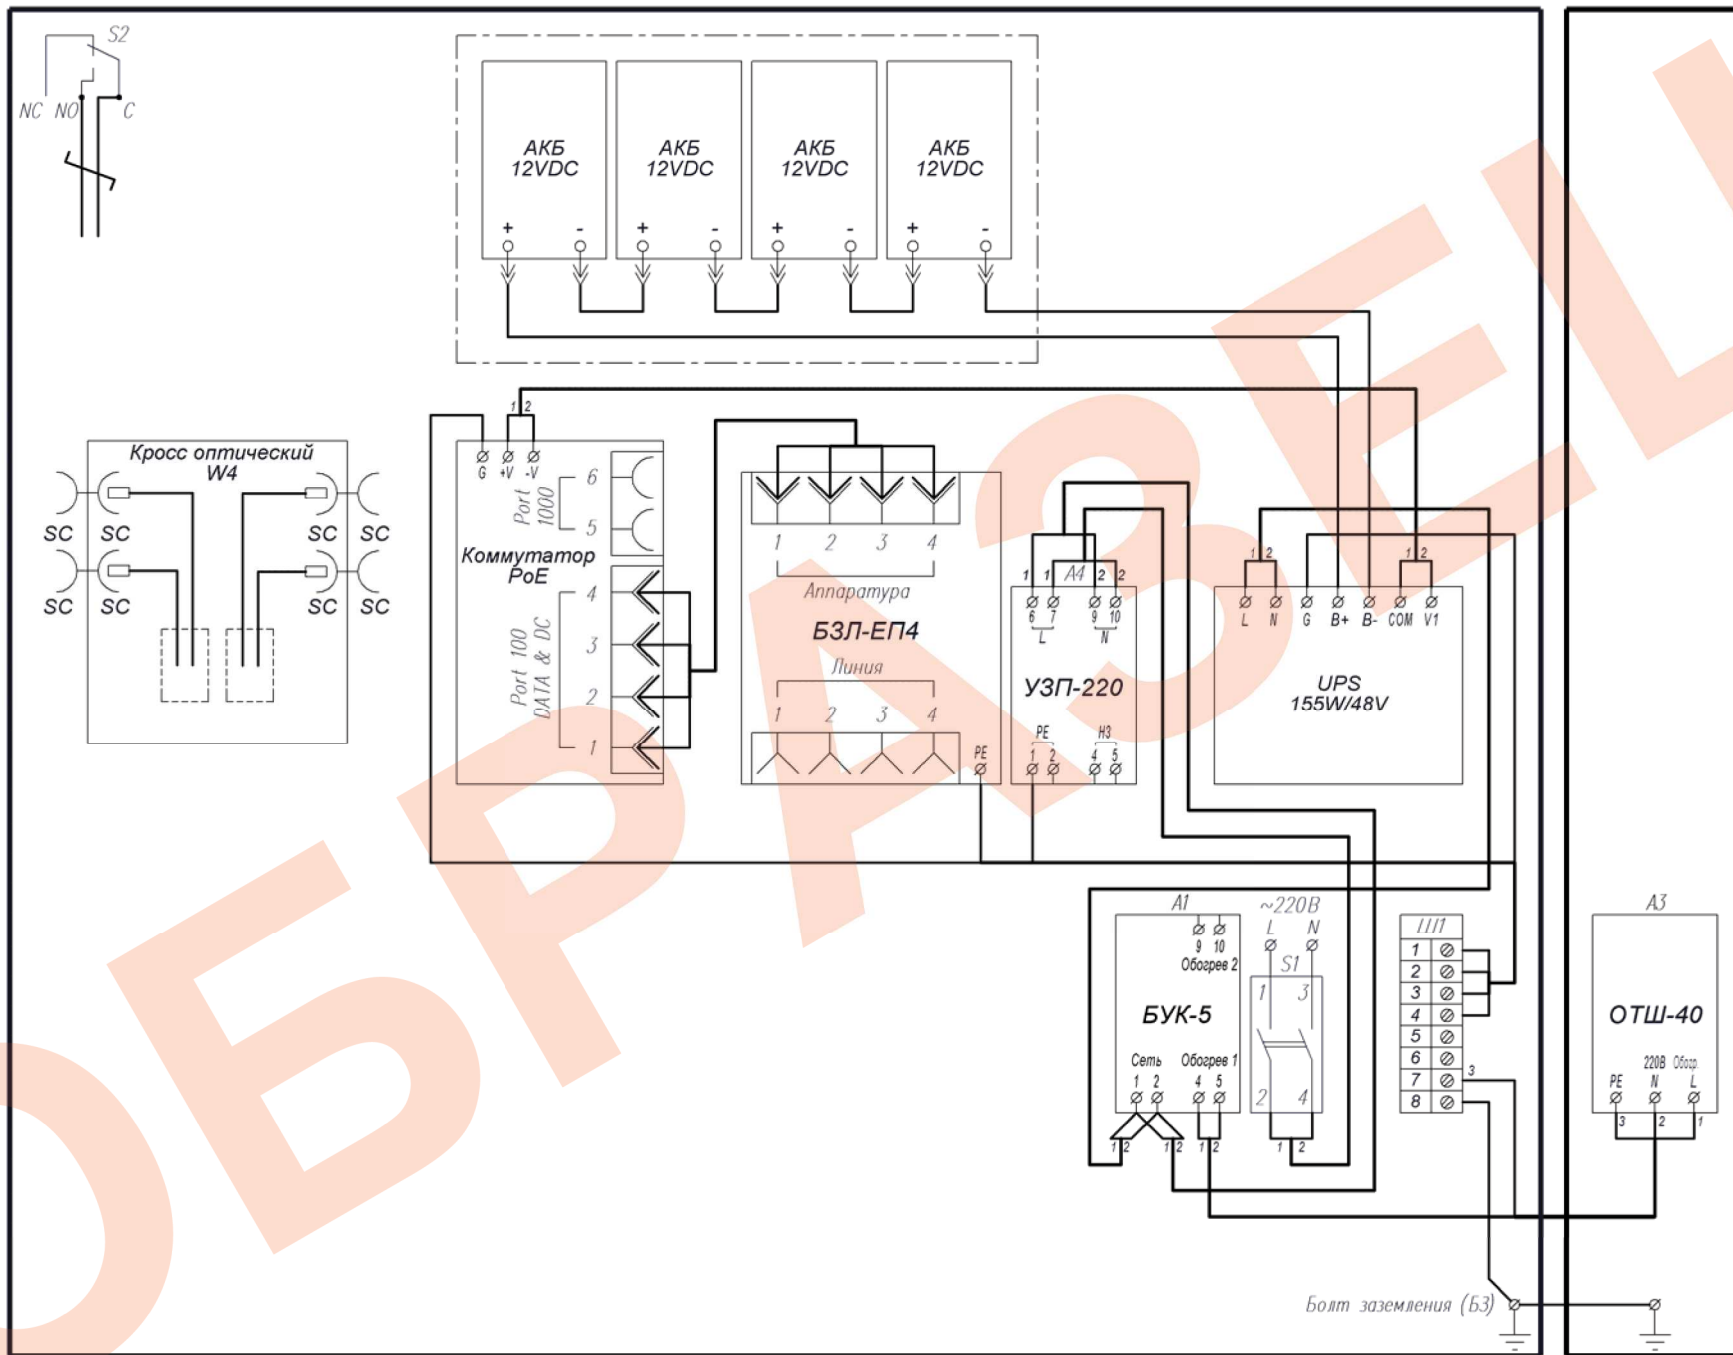 S2
NC NO C
АКБ
12VDC
+ -
АКБ
12VDC
+ -
АКБ
12VDC
+ -
АКБ
12VDC
+ -
Кросс оптический
W4
SC SC SC SC
SC SC SC SC
1 2
G +V -V
Port
1000
6
5
Коммутатор
PoE
Port 100
DATA & DC
4
3
2
1
1 2 3 4
Аппаратура
БЗЛ-ЕП4
Линия
1 2 3 4
PE
1 1 A4 2 2
6 7 9 10
L N
УЗП-220
PE НЗ
1 2 4 5
1 2 1 2
L N G B+ B- COM V1
UPS
155W/48V
A1
9 10
Обогрев 2
БУК-5
Сеть Обогрев 1
1 2 4 5
1 2 1 2 1 2
~220В
L N
S1
1 3
2 4
1 2
Ш1
1
2
3
4
5
6
7 3
8
A3
ОТШ-40
220В Обогр.
PE N L
3 2 1
Болт заземления (БЗ)
ОБРАЗЕЦ